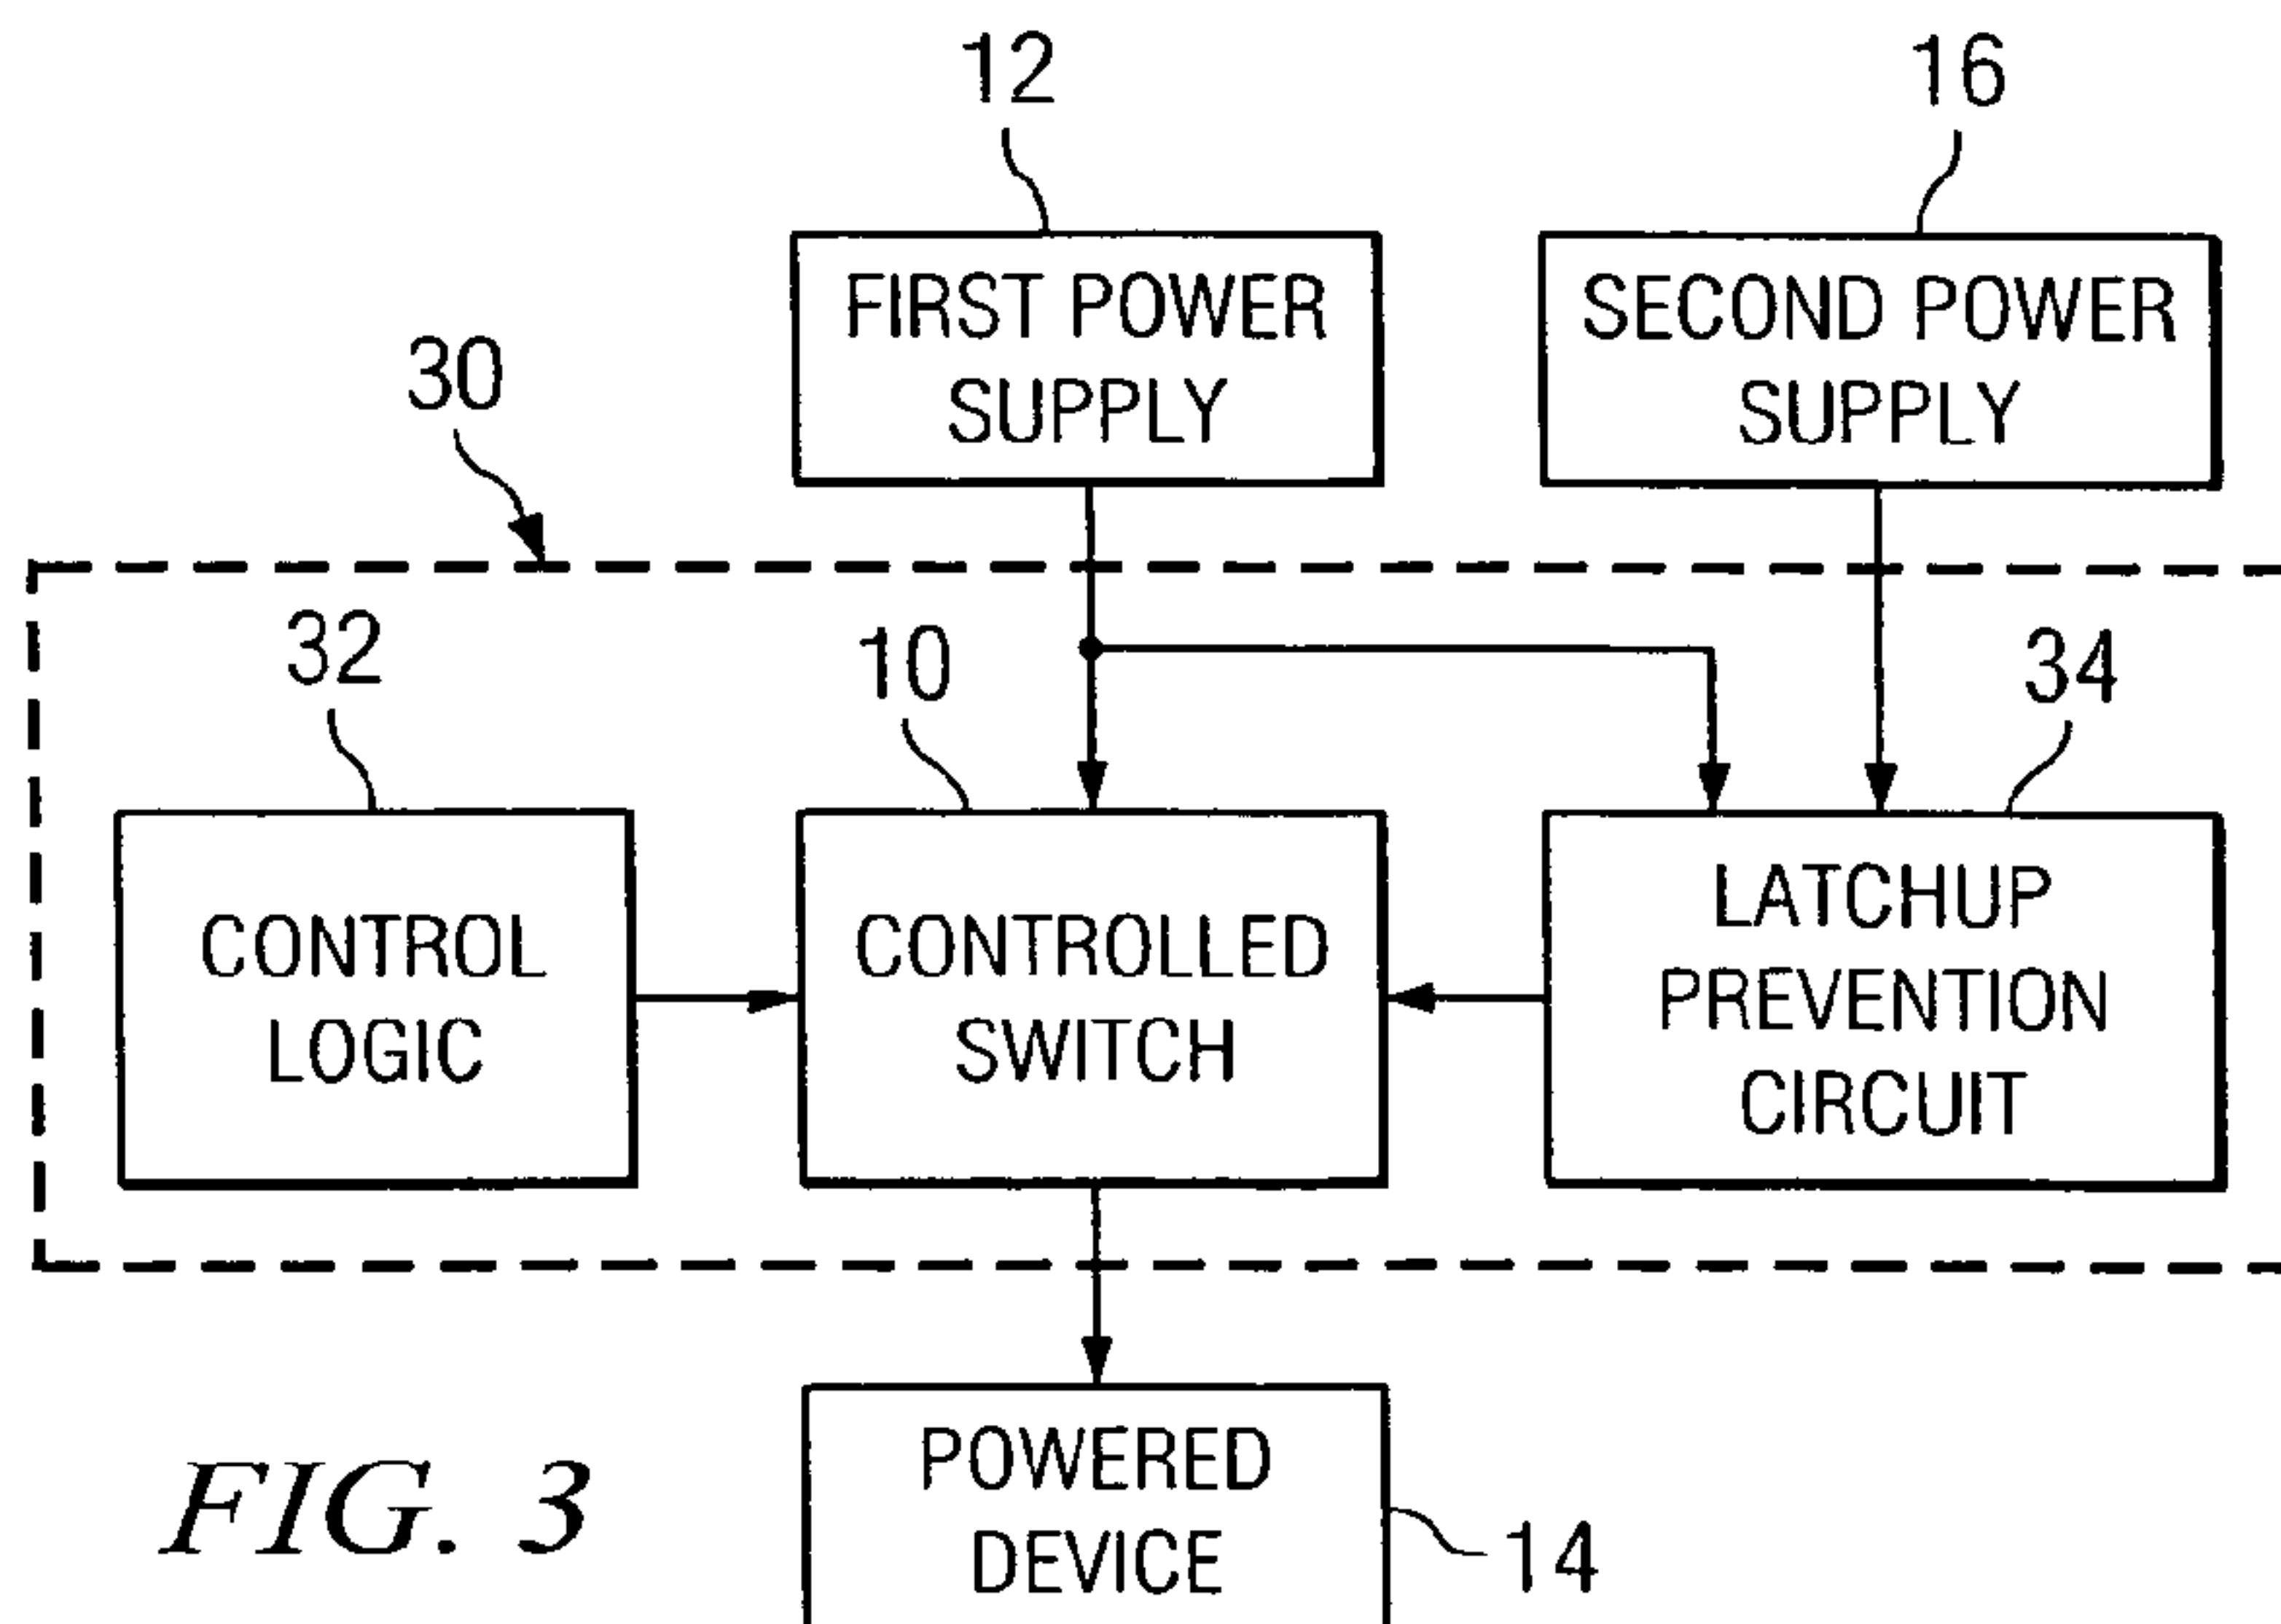 12
16
FIRST POWER
SUPPLY
SECOND POWER
SUPPLY
30
32
10
34
CONTROL
LOGIC
CONTROLLED
SWITCH
LATCHUP
PREVENTION
CIRCUIT
POWERED
DEVICE
14
FIG. 3